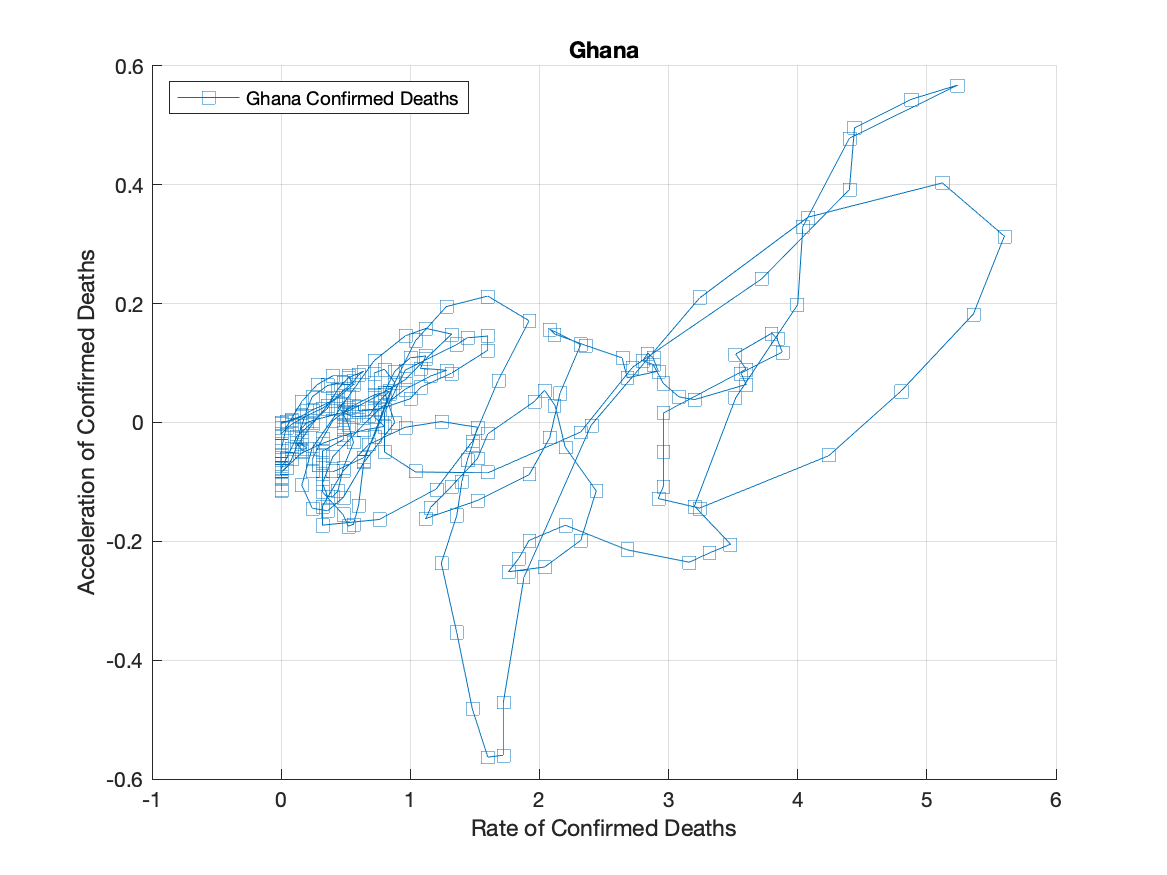 Ghana
Ghana Confirmed Deaths
0.6
0.4
0.2
0
-0.2
-0.4
-0.6
Acceleration of Confirmed Deaths
-1 0 1 2 3 4 5 6
Rate of Confirmed Deaths